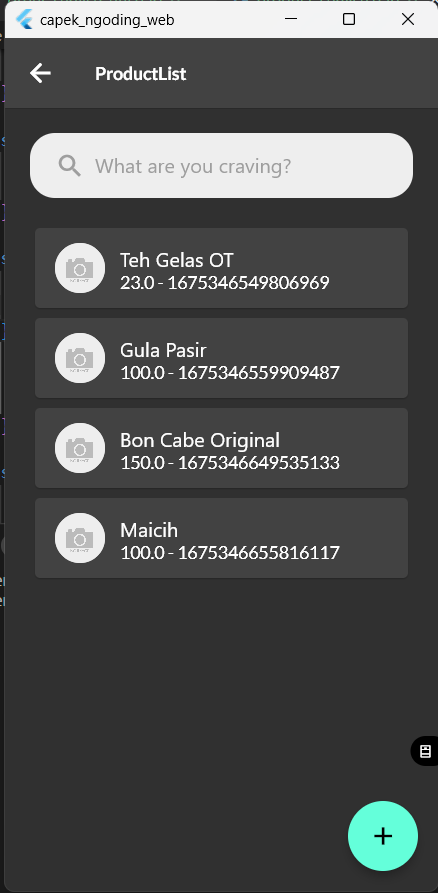 capek_ngoding_web
ProductList
What are you craving?
Teh Gelas OT
23.0 - 1675346549806969
Gula Pasir
100.0 - 1675346559909487
Bon Cabe Original
150.0 - 1675346649535133
Maicih
100.0 - 1675346655816117